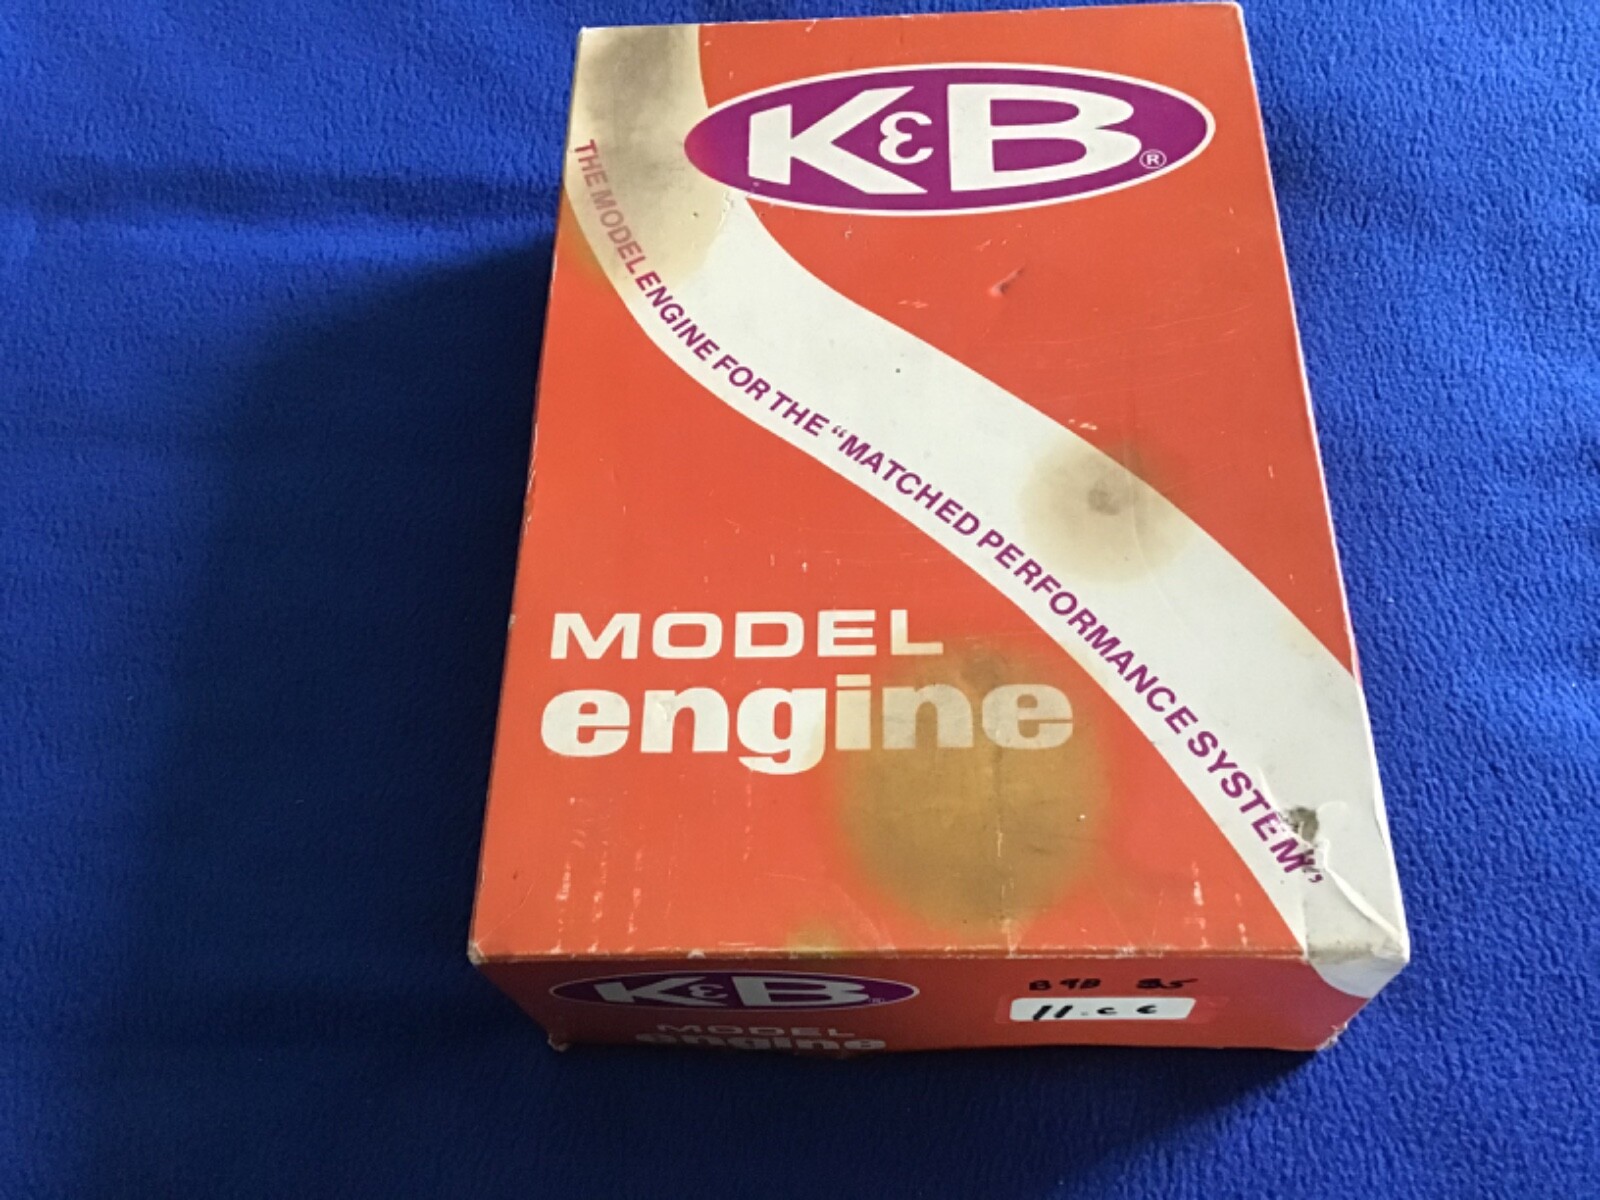 K&B®
THE MODEL ENGINE FOR THE "MATCHED PERFORMANCE SYSTEM"
MODEL
engine
K&B®
MODEL
engine
11.cc